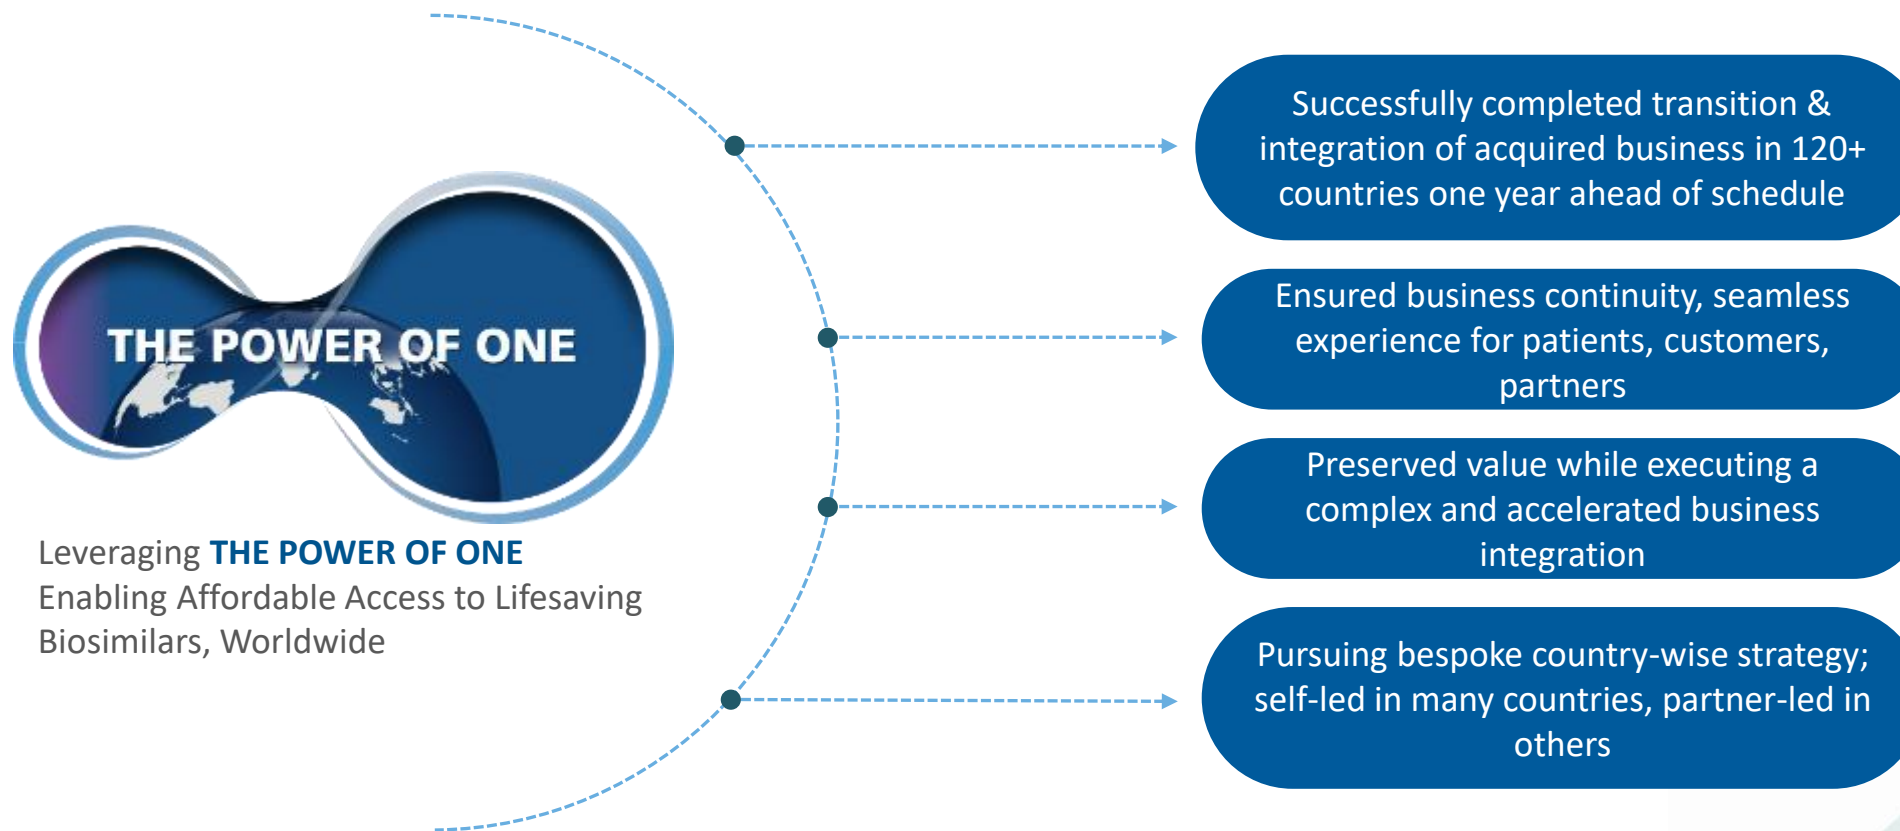 THE POWER OF ONE
Leveraging THE POWER OF ONE
Enabling Affordable Access to Lifesaving
Biosimilars, Worldwide
Successfully completed transition &
integration of acquired business in 120+
countries one year ahead of schedule
Ensured business continuity, seamless
experience for patients, customers,
partners
Preserved value while executing a
complex and accelerated business
integration
Pursuing bespoke country-wise strategy;
self-led in many countries, partner-led in
others